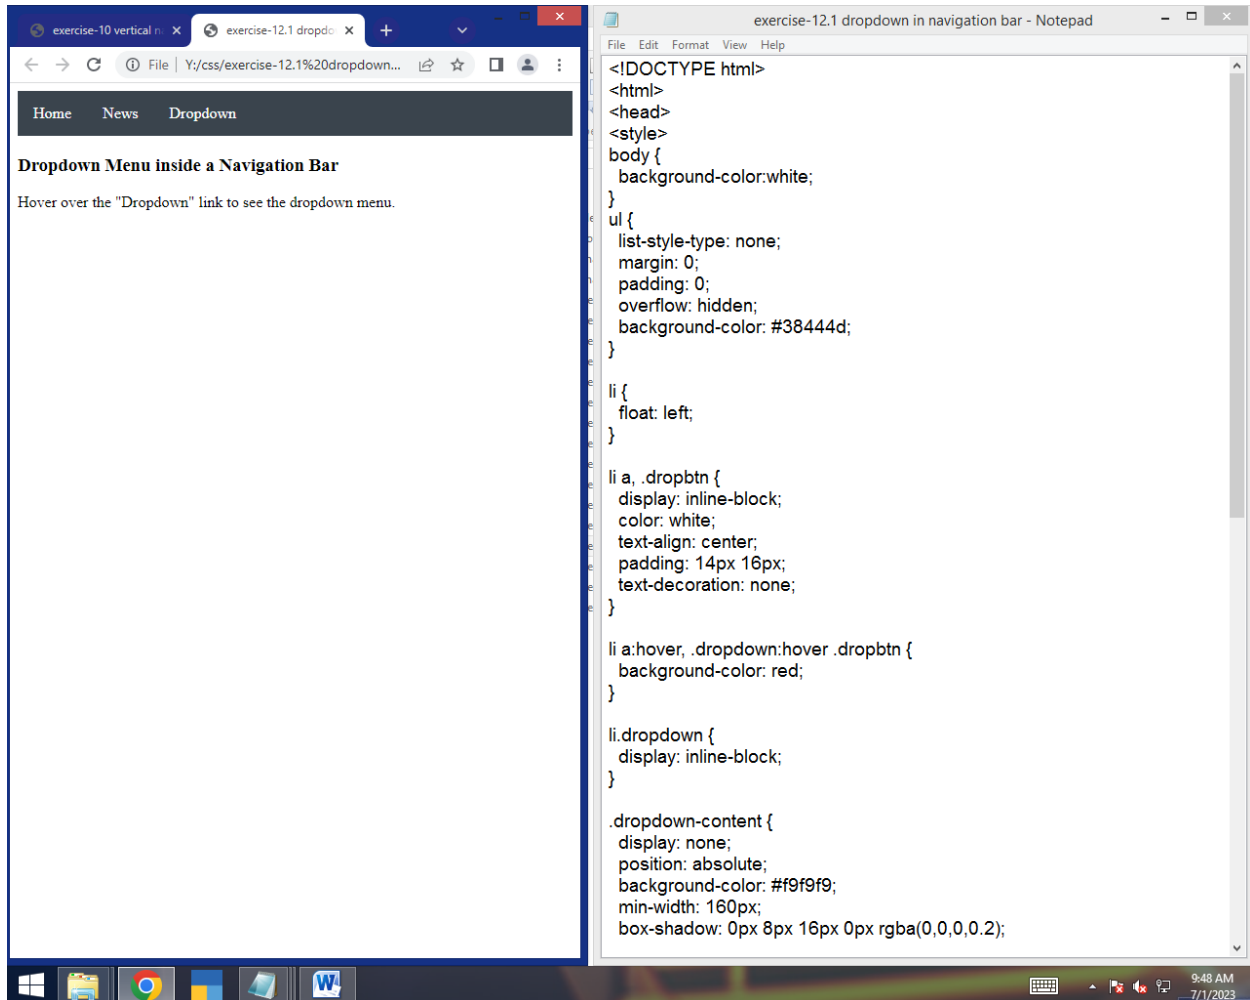 exercise-10 vertical n
exercise-12.1 dropdo
File
Y:/css/exercise-12.1%20dropdown...
Home News Dropdown
Dropdown Menu inside a Navigation Bar
Hover over the "Dropdown" link to see the dropdown menu.
exercise-12.1 dropdown in navigation bar - Notepad
File Edit Format View Help
<!DOCTYPE html>
<html>
<head>
<style>
body {
  background-color:white;
}
ul {
  list-style-type: none;
  margin: 0;
  padding: 0;
  overflow: hidden;
  background-color: #38444d;
}

li {
  float: left;
}

li a, .dropbtn {
  display: inline-block;
  color: white;
  text-align: center;
  padding: 14px 16px;
  text-decoration: none;
}

li a:hover, .dropdown:hover .dropbtn {
  background-color: red;
}

li.dropdown {
  display: inline-block;
}

.dropdown-content {
  display: none;
  position: absolute;
  background-color: #f9f9f9;
  min-width: 160px;
  box-shadow: 0px 8px 16px 0px rgba(0,0,0,0.2);
9:48 AM
7/1/2023